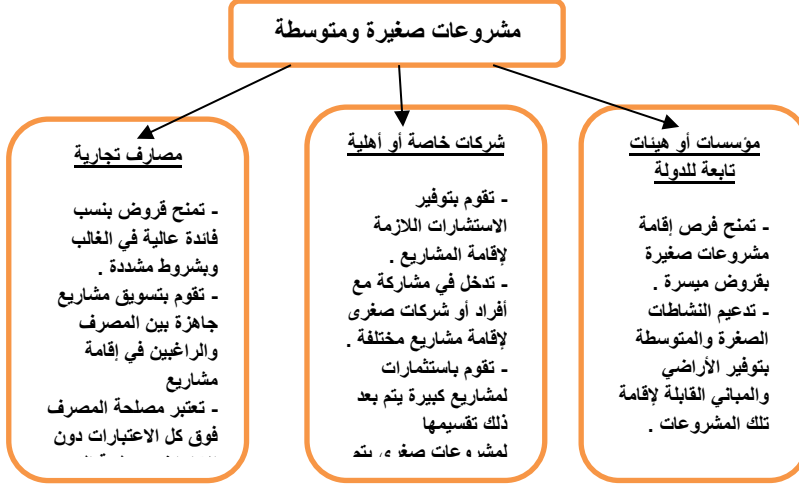 مشروعات صغيرة ومتوسطة
مؤسسات أو هيئات
تابعة للدولة
- تمنح فرص إقامة
مشروعات صغيرة
بقروض ميسرة .
- تدعيم النشاطات
الصغرة والمتوسطة
بتوفير الأراضي
والمباني القابلة لإقامة
تلك المشروعات .
شركات خاصة أو أهلية
- تقوم بتوفير
الاستشارات اللازمة
لإقامة المشاريع .
- تدخل في مشاركة مع
أفراد أو شركات صغرى
لإقامة مشاريع مختلفة .
- تقوم باستثمارات
لمشاريع كبيرة يتم بعد
ذلك تقسيمها
لمشروعات صغرى يتم
مصارف تجارية
- تمنح قروض بنسب
فائدة عالية في الغالب
وبشروط مشددة .
- تقوم بتسويق مشاريع
جاهزة بين المصرف
والراغبين في إقامة
مشاريع
- تعتبر مصلحة المصرف
فوق كل الاعتبارات دون